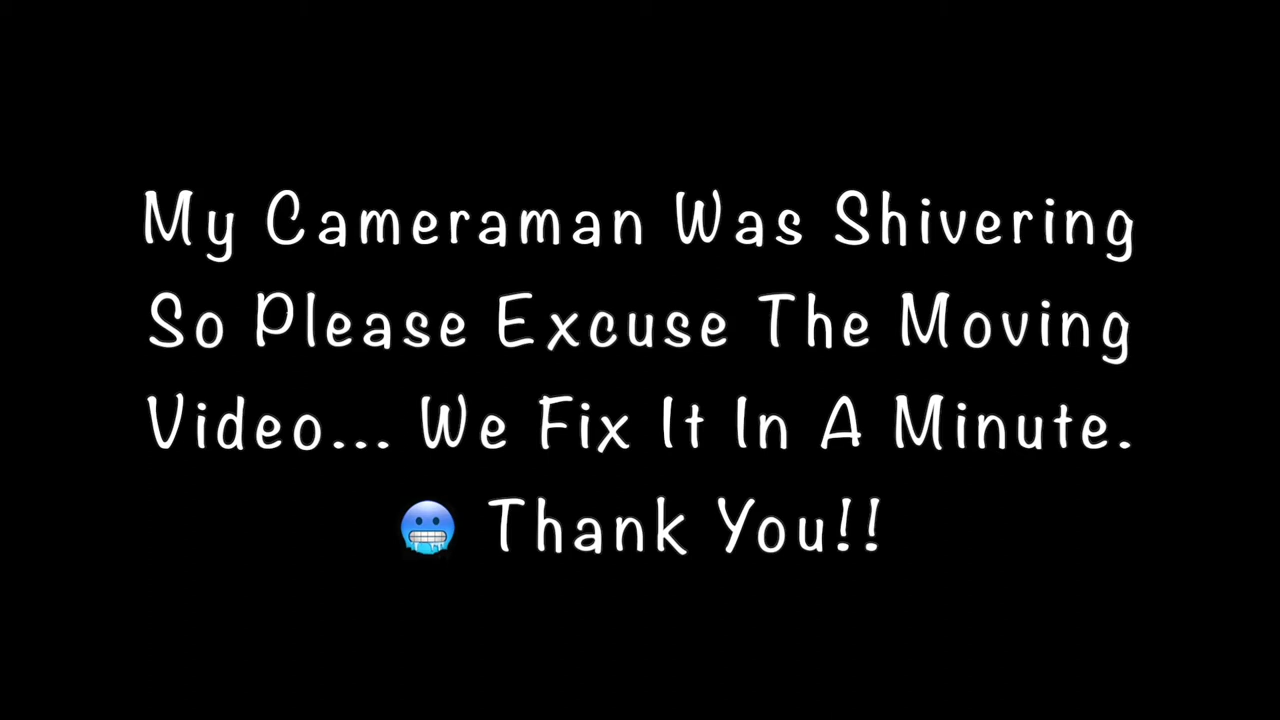 My Cameraman Was Shivering
So Please Excuse The Moving
Video... We Fix It In A Minute.
🥶 Thank You!!